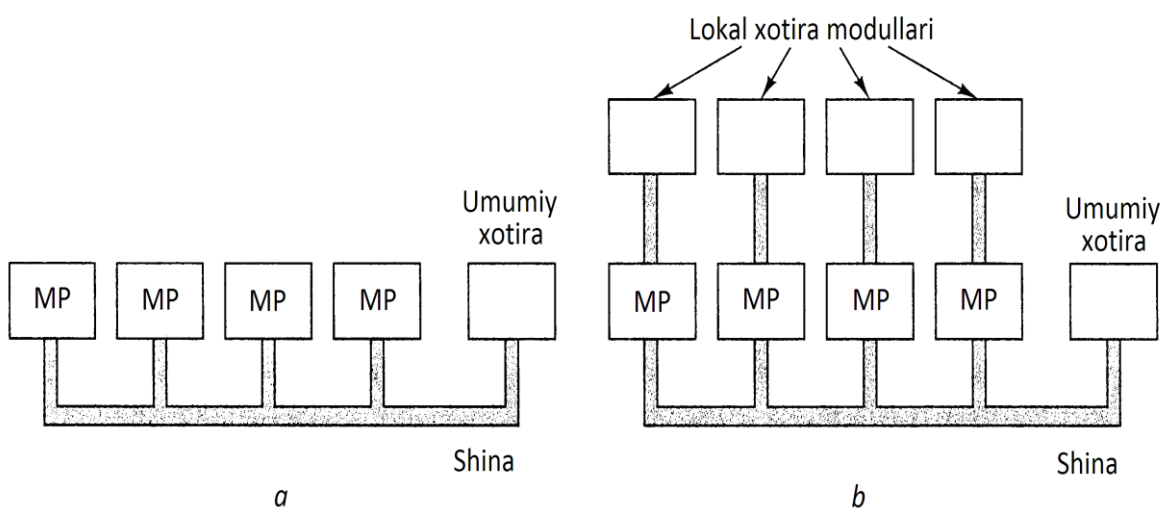 Lokal xotira modullari
Umumiy
xotira
MP MP MP MP
Shina
a
Umumiy
xotira
MP MP MP MP
Shina
b